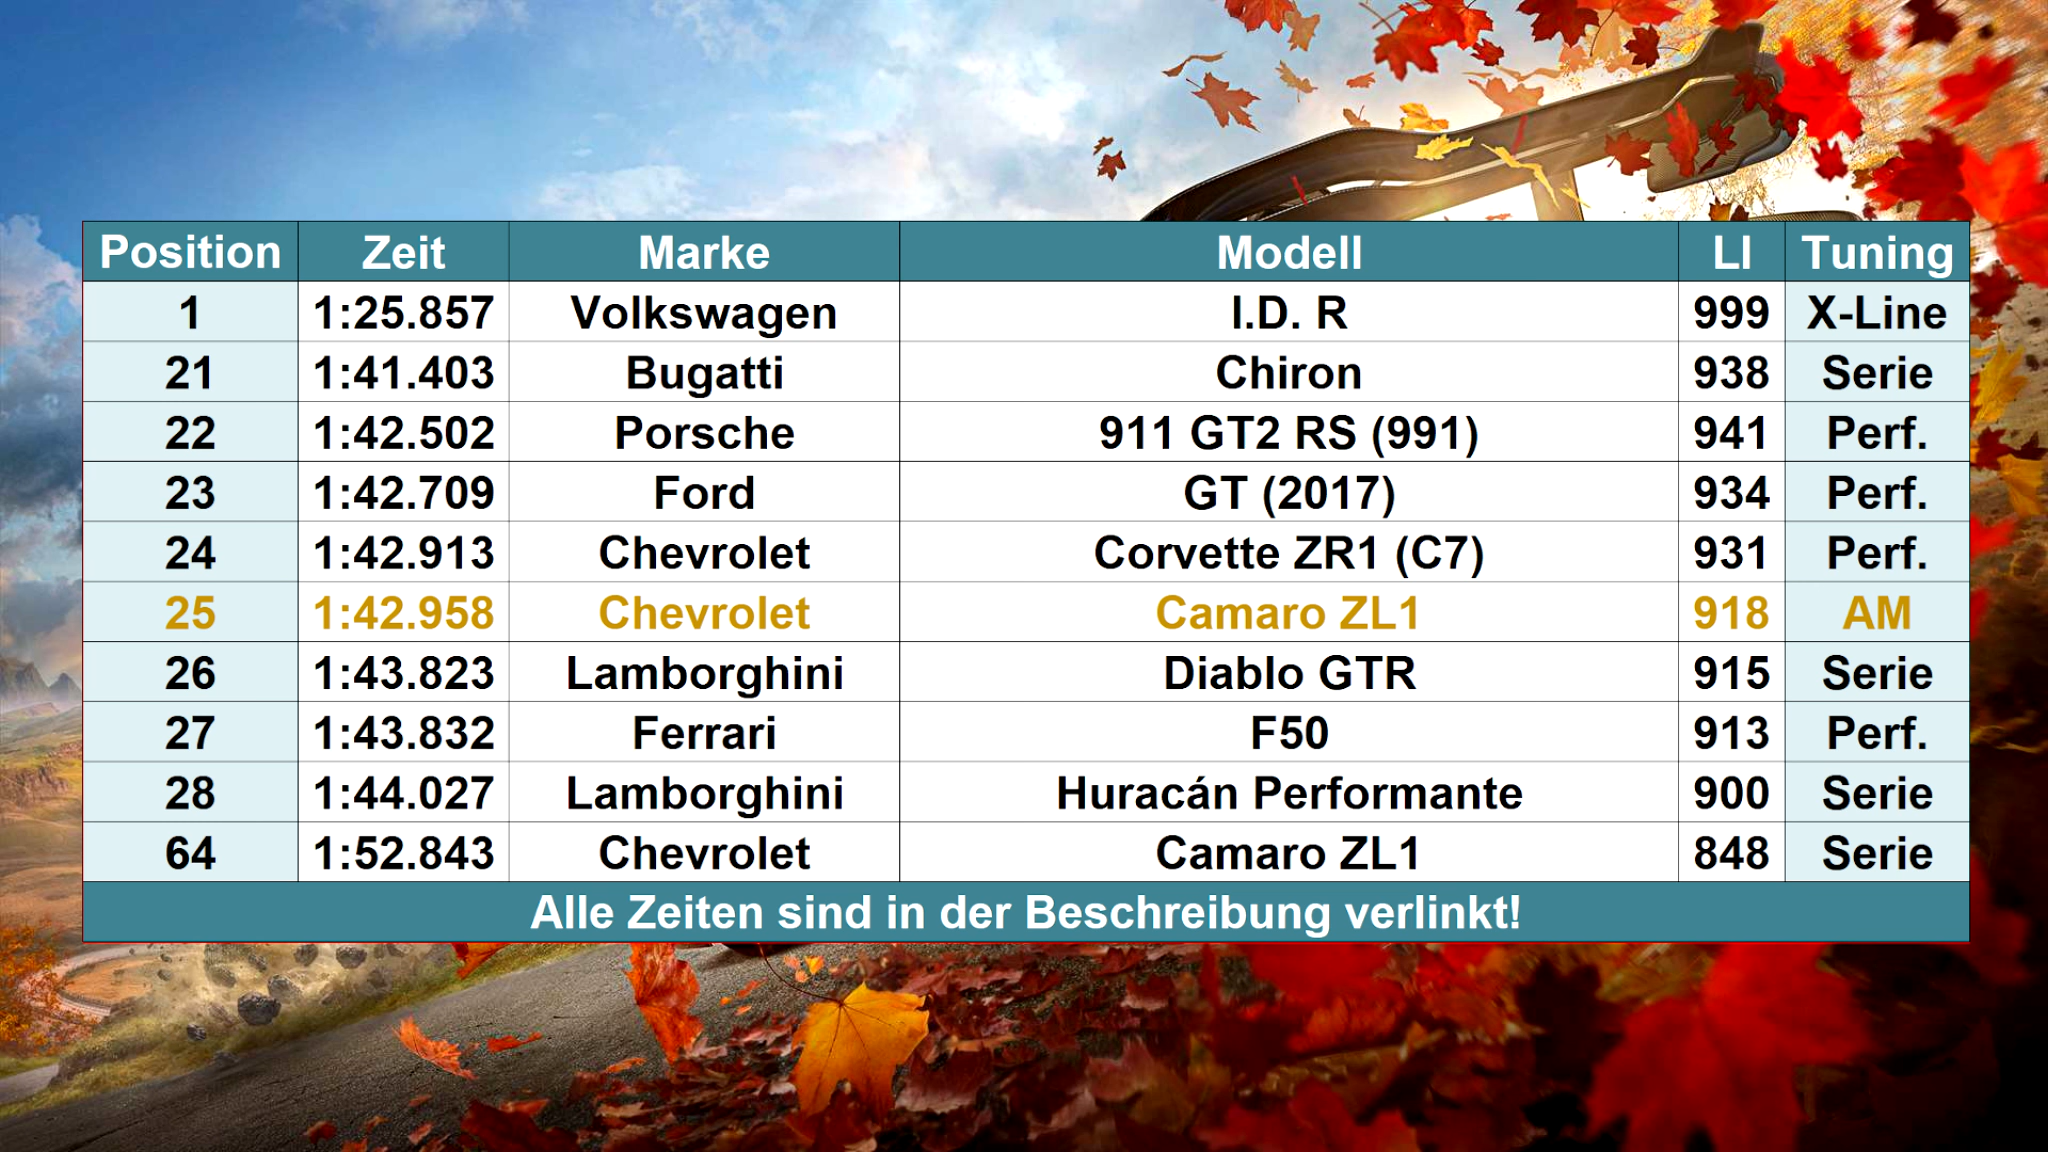 Position Zeit Marke Modell LI Tuning
1 1:25.857 Volkswagen I.D. R 999 X-Line
21 1:41.403 Bugatti Chiron 938 Serie
22 1:42.502 Porsche 911 GT2 RS (991) 941 Perf.
23 1:42.709 Ford GT (2017) 934 Perf.
24 1:42.913 Chevrolet Corvette ZR1 (C7) 931 Perf.
25 1:42.958 Chevrolet Camaro ZL1 918 AM
26 1:43.823 Lamborghini Diablo GTR 915 Serie
27 1:43.832 Ferrari F50 913 Perf.
28 1:44.027 Lamborghini Huracán Performante 900 Serie
64 1:52.843 Chevrolet Camaro ZL1 848 Serie
Alle Zeiten sind in der Beschreibung verlinkt!